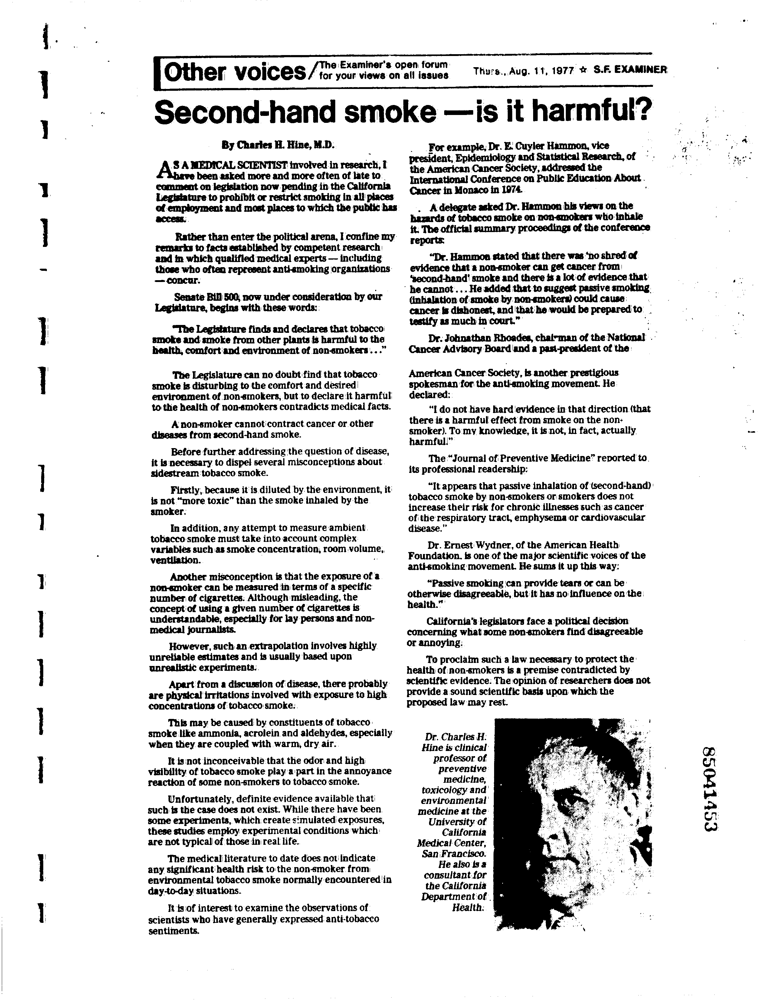 Other voices/The Examiner's open forum
for your views on all issues
Thurs., Aug. 11, 1977 ☆ S.F. EXAMINER
Second-hand smoke — is it harmful?
By Charles H. Hine, M.D.
AS A MEDICAL SCIENTIST involved in research, I
have been asked more and more often of late to
comment on legislation now pending in the California
Legislature to prohibit or restrict smoking in all places
of employment and most places to which the public has
access.
Rather than enter the political arena, I confine my
remarks to facts established by competent research
and in which qualified medical experts — including
those who often represent anti-smoking organizations
— concur.
Senate Bill 500, now under consideration by our
Legislature, begins with these words:
"The Legislature finds and declares that tobacco
smoke and smoke from other plants is harmful to the
health, comfort and environment of non-smokers . . ."
The Legislature can no doubt find that tobacco
smoke is disturbing to the comfort and desired
environment of non-smokers, but to declare it harmful
to the health of non-smokers contradicts medical facts.
A non-smoker cannot contract cancer or other
diseases from second-hand smoke.
Before further addressing the question of disease,
it is necessary to dispel several misconceptions about
sidestream tobacco smoke.
Firstly, because it is diluted by the environment, it
is not "more toxic" than the smoke inhaled by the
smoker.
In addition, any attempt to measure ambient
tobacco smoke must take into account complex
variables such as smoke concentration, room volume,
ventilation.
Another misconception is that the exposure of a
non-smoker can be measured in terms of a specific
number of cigarettes. Although misleading, the
concept of using a given number of cigarettes is
understandable, especially for lay persons and non-
medical journalists.
However, such an extrapolation involves highly
unreliable estimates and is usually based upon
unrealistic experiments.
Apart from a discussion of disease, there probably
are physical irritations involved with exposure to high
concentrations of tobacco smoke.
This may be caused by constituents of tobacco
smoke like ammonia, acrolein and aldehydes, especially
when they are coupled with warm, dry air.
It is not inconceivable that the odor and high
visibility of tobacco smoke play a part in the annoyance
reaction of some non-smokers to tobacco smoke.
Unfortunately, definite evidence available that
such is the case does not exist. While there have been
some experiments, which create simulated exposures,
these studies employ experimental conditions which
are not typical of those in real life.
The medical literature to date does not indicate
any significant health risk to the non-smoker from
environmental tobacco smoke normally encountered in
day-to-day situations.
It is of interest to examine the observations of
scientists who have generally expressed anti-tobacco
sentiments.
For example, Dr. E. Cuyler Hammon, vice
president, Epidemiology and Statistical Research, of
the American Cancer Society, addressed the
International Conference on Public Education About
Cancer in Monaco in 1974.
A delegate asked Dr. Hammon his views on the
hazards of tobacco smoke on non-smokers who inhale
it. The official summary proceedings of the conference
reports:
"Dr. Hammon stated that there was 'no shred of
evidence that a non-smoker can get cancer from
'second-hand' smoke and there is a lot of evidence that
he cannot . . . He added that to suggest passive smoking
(inhalation of smoke by non-smokers) could cause
cancer is dishonest, and that he would be prepared to
testify as much in court."
Dr. Johnathan Rhoades, chairman of the National
Cancer Advisory Board and a past-president of the
American Cancer Society, is another prestigious
spokesman for the anti-smoking movement. He
declared:
"I do not have hard evidence in that direction (that
there is a harmful effect from smoke on the non-
smoker). To my knowledge, it is not, in fact, actually
harmful."
The "Journal of Preventive Medicine" reported to
its professional readership:
"It appears that passive inhalation of (second-hand)
tobacco smoke by non-smokers or smokers does not
increase their risk for chronic illnesses such as cancer
of the respiratory tract, emphysema or cardiovascular
disease."
Dr. Ernest Wydner, of the American Health
Foundation, is one of the major scientific voices of the
anti-smoking movement. He sums it up this way:
"Passive smoking can provide tears or can be
otherwise disagreeable, but it has no influence on the
health."
California's legislators face a political decision
concerning what some non-smokers find disagreeable
or annoying.
To proclaim such a law necessary to protect the
health of non-smokers is a premise contradicted by
scientific evidence. The opinion of researchers does not
provide a sound scientific basis upon which the
proposed law may rest.
Dr. Charles H.
Hine is clinical
professor of
preventive
medicine,
toxicology and
environmental
medicine at the
University of
California
Medical Center,
San Francisco.
He also is a
consultant for
the California
Department of
Health.
85041453